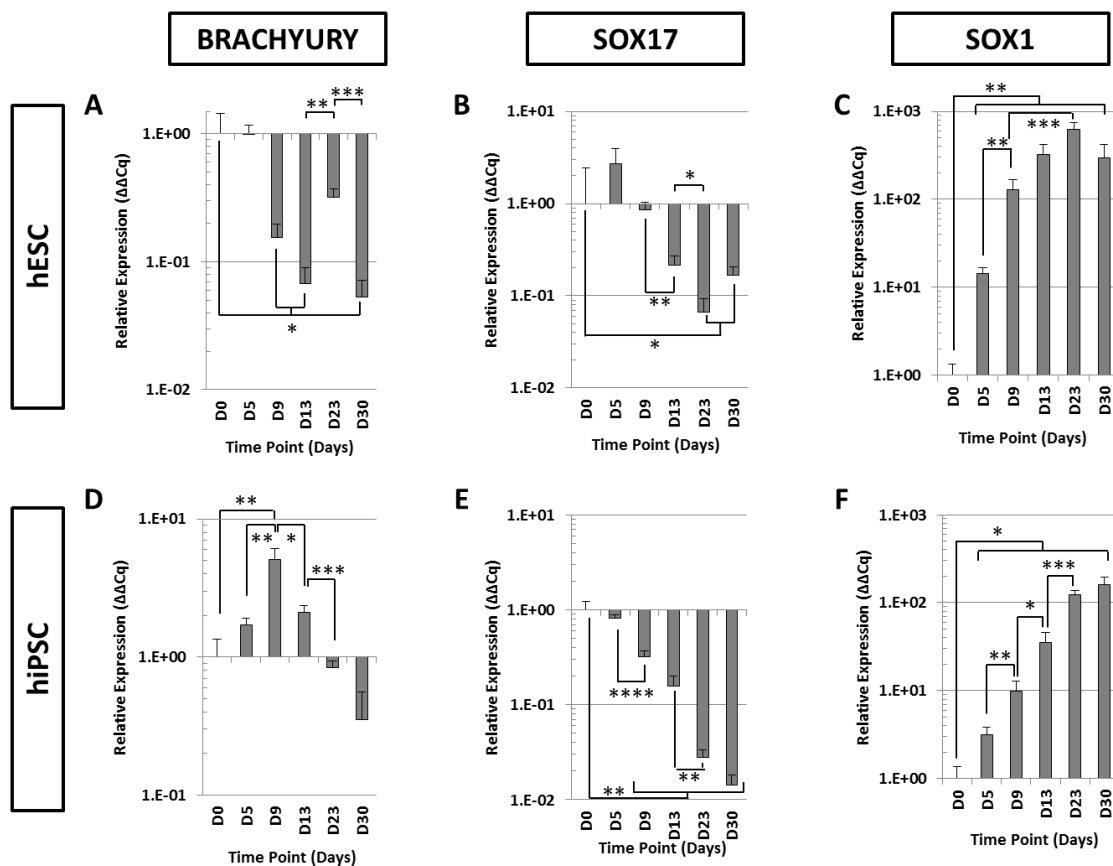 BRACHYURY SOX17 SOX1
hESC
A
Relative Expression (ΔΔCq)
1.E+00
1.E-01
1.E-02
** ***
*
D0 D5 D9 D13 D23 D30
Time Point (Days)
B
Relative Expression (ΔΔCq)
1.E+01
1.E+00
1.E-01
1.E-02
*
**
*
D0 D5 D9 D13 D23 D30
Time Point (Days)
C
Relative Expression (ΔΔCq)
1.E+03
1.E+02
1.E+01
1.E+00
**
***
**
D0 D5 D9 D13 D23 D30
Time Point (Days)
hiPSC
D
Relative Expression (ΔΔCq)
1.E+01
1.E+00
1.E-01
**
** *
***
D0 D5 D9 D13 D23 D30
Time Point (Days)
E
Relative Expression (ΔΔCq)
1.E+01
1.E+00
1.E-01
1.E-02
****
**
**
D0 D5 D9 D13 D23 D30
Time Point (Days)
F
Relative Expression (ΔΔCq)
1.E+03
1.E+02
1.E+01
1.E+00
*
***
*
**
D0 D5 D9 D13 D23 D30
Time Point (Days)